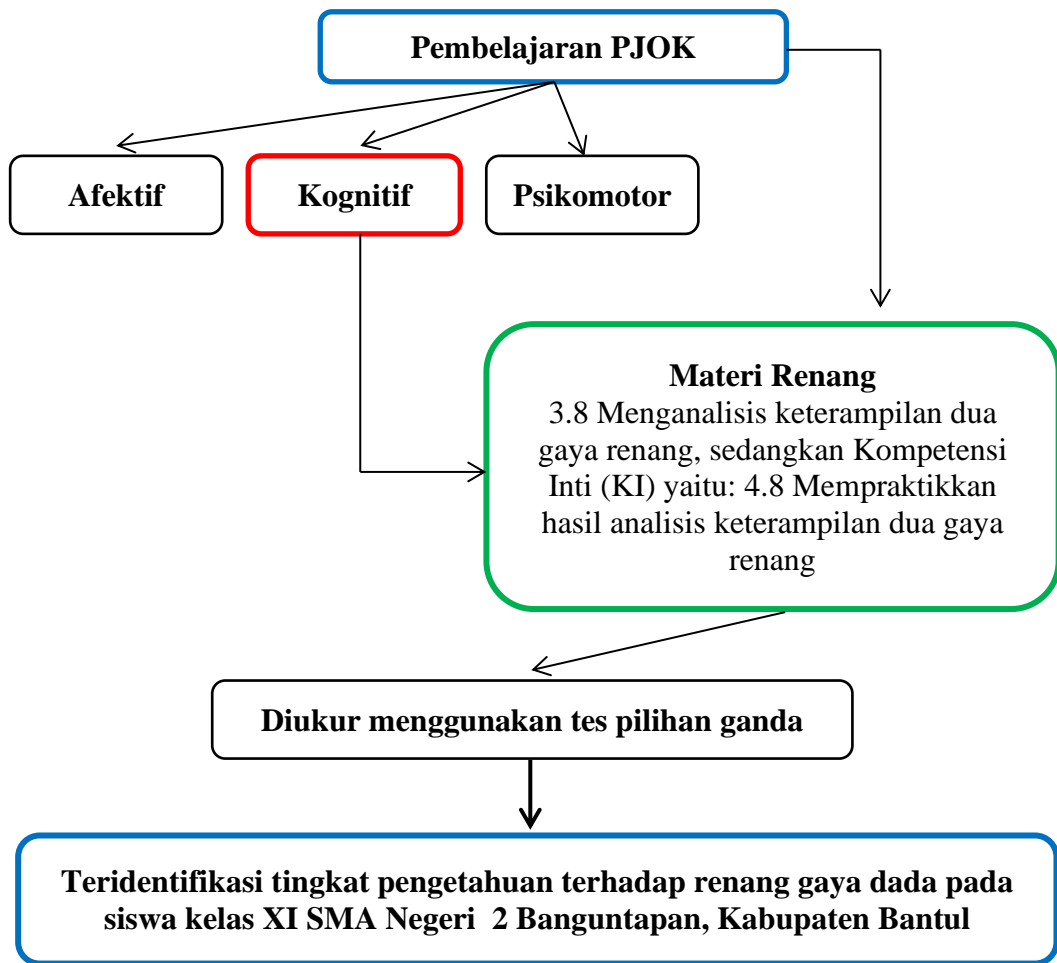 Pembelajaran PJOK
Afektif
Kognitif
Psikomotor
Materi Renang
3.8 Menganalisis keterampilan dua
gaya renang, sedangkan Kompetensi
Inti (KI) yaitu: 4.8 Mempraktikkan
hasil analisis keterampilan dua gaya
renang
Diukur menggunakan tes pilihan ganda
Teridentifikasi tingkat pengetahuan terhadap renang gaya dada pada
siswa kelas XI SMA Negeri 2 Banguntapan, Kabupaten Bantul